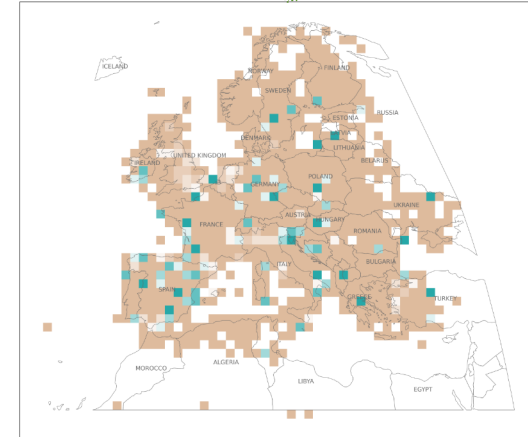 ICELAND
NORWAY
FINLAND
SWEDEN
RUSSIA
ESTONIA
DENMARK
LITHUANIA
BELARUS
UNITED KINGDOM
IRELAND
POLAND
GERMANY
UKRAINE
AUSTRIA
HUNGARY
FRANCE
ROMANIA
BULGARIA
ITALY
SPAIN
GREECE
TURKEY
MOROCCO
ALGERIA
LIBYA
EGYPT